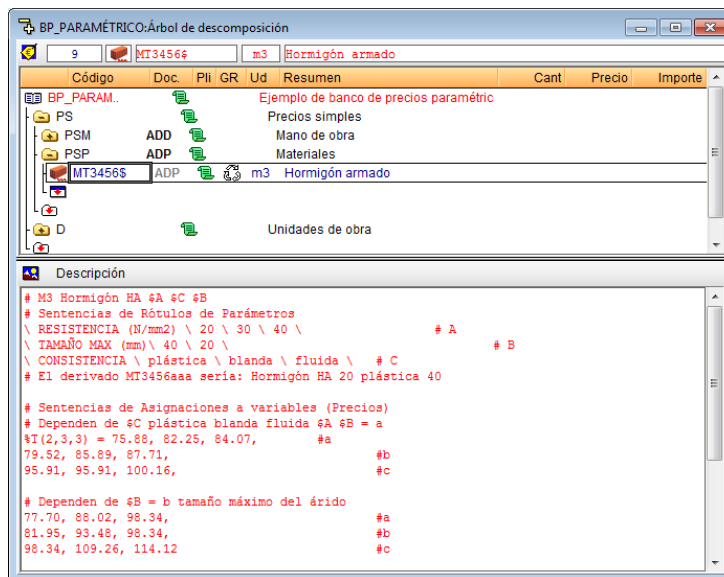 BP_PARAMÉTRICO:Árbol de descomposición
9 MT3456$ m3 Hormigón armado
Código Doc. Pli GR Ud Resumen Cant Precio Importe
BP_PARAM.. Ejemplo de banco de precios paramétric
PS Precios simples
PSM ADD Mano de obra
PSP ADP Materiales
MT3456$ ADP m3 Hormigón armado
D Unidades de obra
Descripción
# M3 Hormigón HA $A $C $B
# Sentencias de Rótulos de Parámetros
\ RESISTENCIA (N/mm2) \ 20 \ 30 \ 40 \ # A
\ TAMAÑO MAX (mm)\ 40 \ 20 \ # B
\ CONSISTENCIA \ plástica \ blanda \ fluida \ # C
# El derivado MT3456aaa sería: Hormigón HA 20 plástica 40
# Sentencias de Asignaciones a variables (Precios)
# Dependen de $C plástica blanda fluida $A $B = a
%T(2,3,3) = 75.88, 82.25, 84.07, #a
79.52, 85.89, 87.71, #b
95.91, 95.91, 100.16, #c
# Dependen de $B = b tamaño máximo del árido
77.70, 88.02, 98.34, #a
81.95, 93.48, 98.34, #b
98.34, 109.26, 114.12 #c